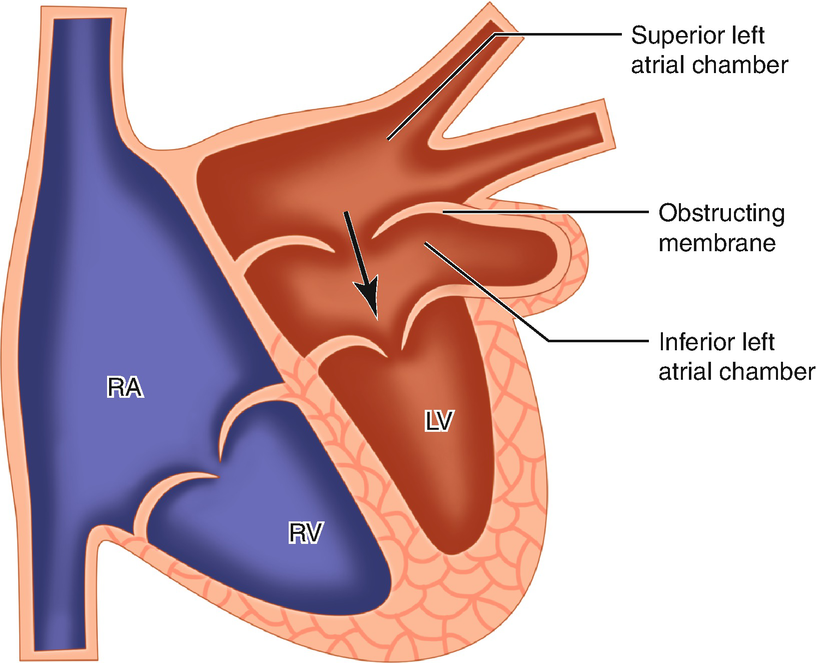 Superior left
atrial chamber
Obstructing
membrane
Inferior left
atrial chamber
RA
LV
RV